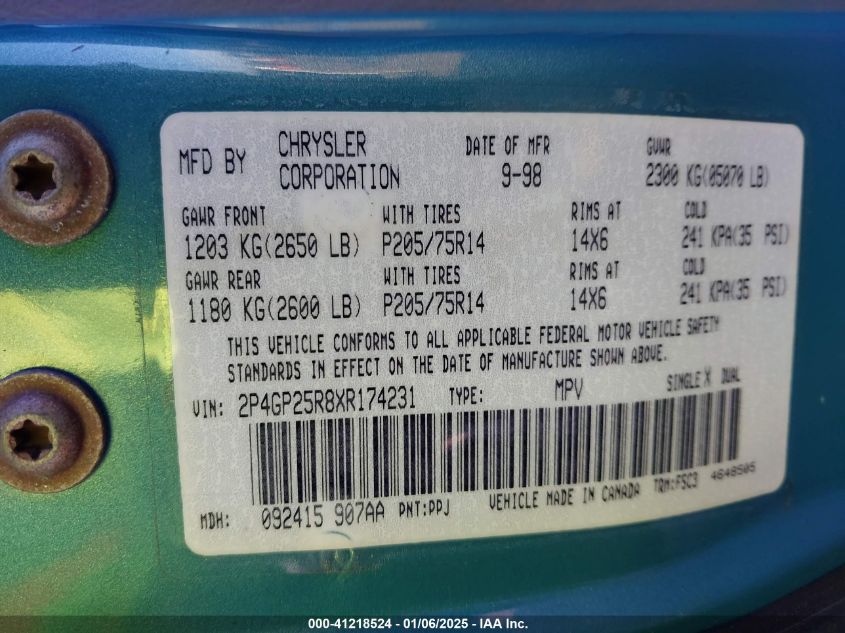 MFD BY CHRYSLER CORPORATION DATE OF MFR 9-98 GVWR 2300 KG(05070 LB)
GAWR FRONT WITH TIRES RIMS AT COLD
1203 KG(2650 LB) P205/75R14 14X6 241 KPA(35 PSI)
GAWR REAR WITH TIRES RIMS AT COLD
1180 KG(2600 LB) P205/75R14 14X6 241 KPA(35 PSI)
THIS VEHICLE CONFORMS TO ALL APPLICABLE FEDERAL MOTOR VEHICLE SAFETY
STANDARDS IN EFFECT ON THE DATE OF MANUFACTURE SHOWN ABOVE.
VIN: 2P4GP25R8XR174231 TYPE: MPV SINGLE X DUAL
MDH: 092415 907AA PNT:PPJ VEHICLE MADE IN CANADA TRM:FSC3 4648505
000-41218524 - 01/06/2025 - IAA Inc.